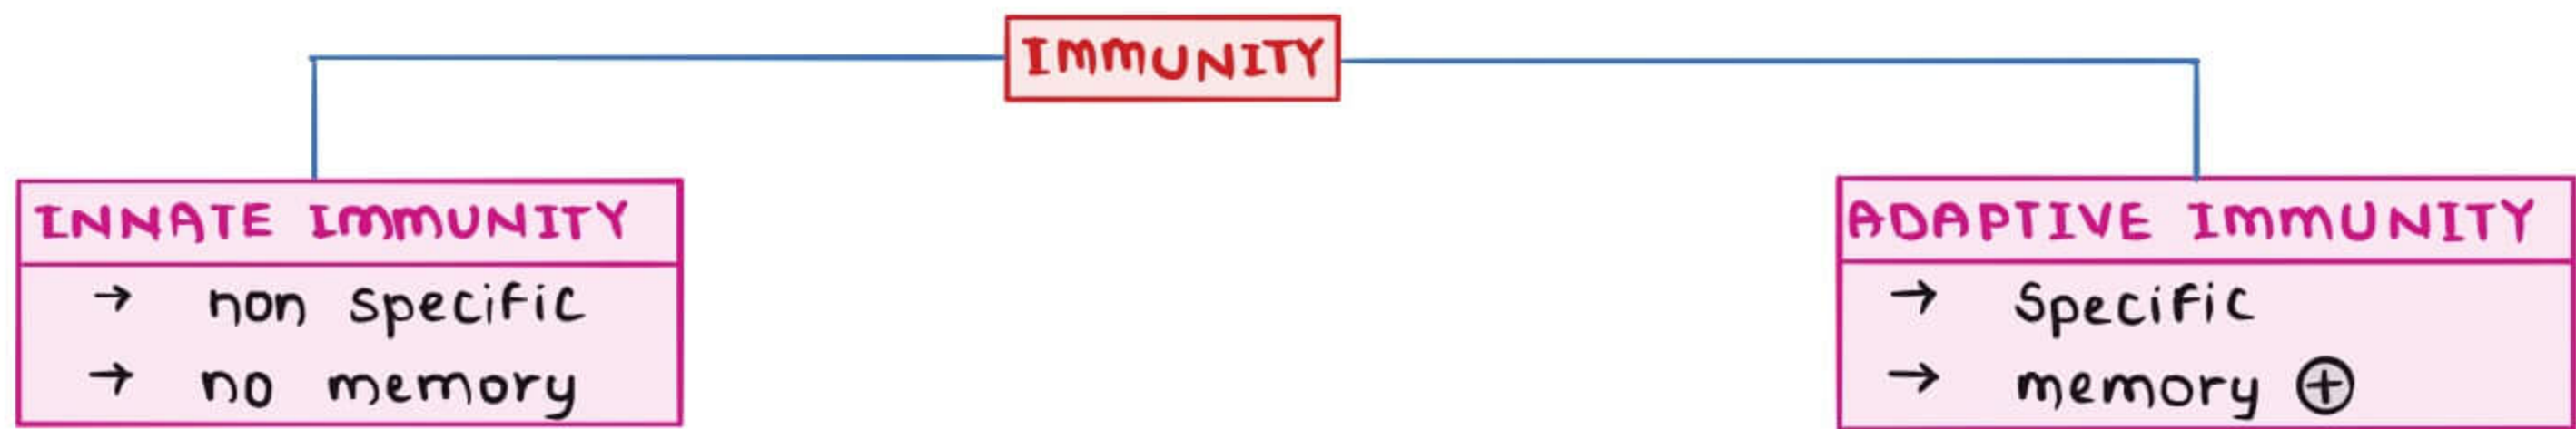 IMMUNITY
INNATE IMMUNITY
→ non specific
→ no memory
ADAPTIVE IMMUNITY
→ Specific
→ memory ⊕